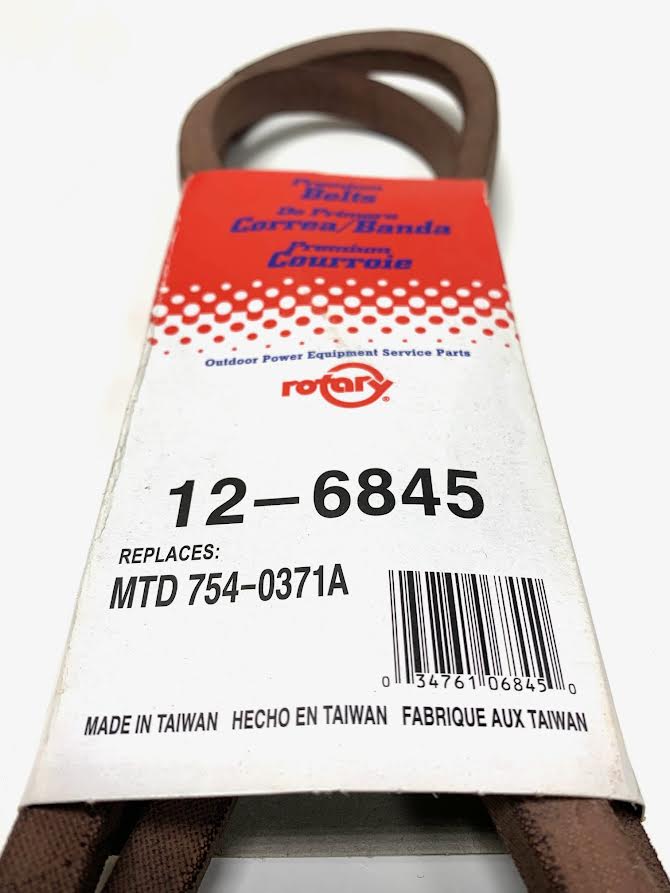 Premium
Belts
De Primera
Correa/Banda
Premium
Courroie
Outdoor Power Equipment Service Parts
rotary®
12-6845
REPLACES:
MTD 754-0371A
0 34761 06845 0
MADE IN TAIWAN HECHO EN TAIWAN FABRIQUE AUX TAIWAN